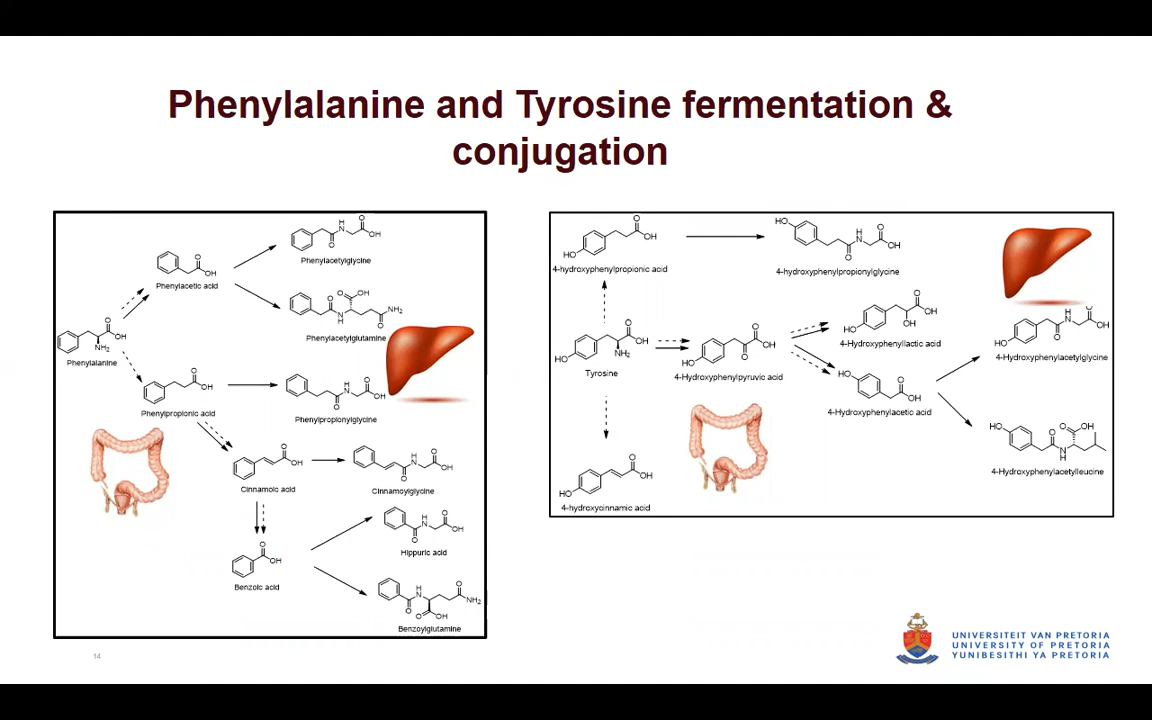 Phenylalanine and Tyrosine fermentation &
conjugation
Phenylacetylglycine
Phenylacetic acid
Phenylacetylglutamine
Phenylalanine
Phenylpropionic acid
Phenylpropionylglycine
Cinnamoic acid
Cinnamoylglycine
Hippuric acid
Benzoic acid
Benzoylglutamine
4-hydroxyphenylpropionic acid
4-hydroxyphenylpropionylglycine
4-Hydroxyphenyllactic acid
4-Hydroxyphenylacetylglycine
Tyrosine
4-Hydroxyphenylpyruvic acid
4-Hydroxyphenylacetic acid
4-Hydroxyphenylacetylleucine
4-hydroxycinnamic acid
14
UNIVERSITEIT VAN PRETORIA
UNIVERSITY OF PRETORIA
YUNIBESITHI YA PRETORIA